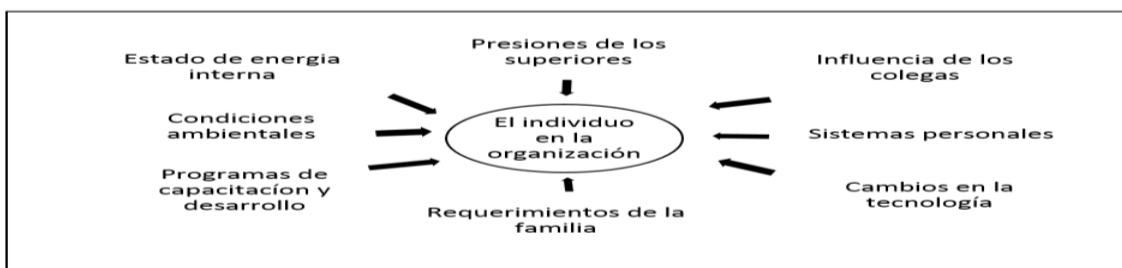 Estado de energia
interna
Presiones de los
superiores
Influencia de los
colegas
Condiciones
ambientales
El individuo
en la
organización
Sistemas personales
Programas de
capacitacíon y
desarrollo
Requerimientos de la
familia
Cambios en la
tecnología